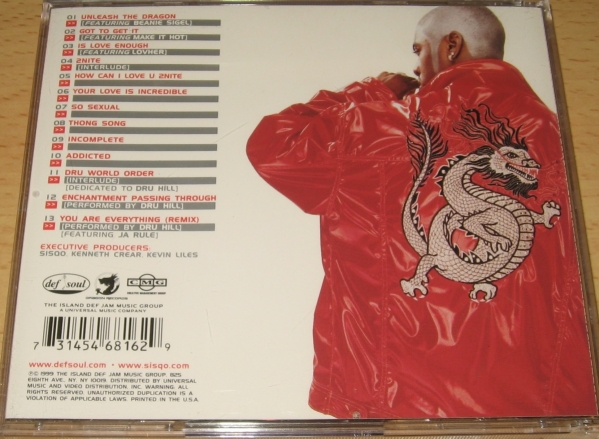 01 UNLEASH THE DRAGON
[FEATURING BEANIE SIGEL]
02 GOT TO GET IT
[FEATURING MAKE IT HOT]
03 IS LOVE ENOUGH
[FEATURING LOVHER]
04 2NITE
[INTERLUDE]
05 HOW CAN I LOVE U 2NITE
06 YOUR LOVE IS INCREDIBLE
07 SO SEXUAL
08 THONG SONG
09 INCOMPLETE
10 ADDICTED
11 DRU WORLD ORDER
[INTERLUDE]
[DEDICATED TO DRU HILL]
12 ENCHANTMENT PASSING THROUGH
[PERFORMED BY DRU HILL]
13 YOU ARE EVERYTHING (REMIX)
[PERFORMED BY DRU HILL]
[FEATURING JA RULE]
EXECUTIVE PRODUCERS:
SISQO, KENNETH CREAR, KEVIN LILES
def soul
CMG
THE ISLAND DEF JAM MUSIC GROUP
A UNIVERSAL MUSIC COMPANY
7 31454 68162 9
www.defsoul.com • www.sisqo.com
℗© 1999 THE ISLAND DEF JAM MUSIC GROUP, 825
EIGHTH AVE., NY, NY 10019. DISTRIBUTED BY UNIVERSAL
MUSIC AND VIDEO DISTRIBUTION, INC. WARNING: ALL
RIGHTS RESERVED. UNAUTHORIZED DUPLICATION IS A
VIOLATION OF APPLICABLE LAWS. PRINTED IN THE U.S.A.